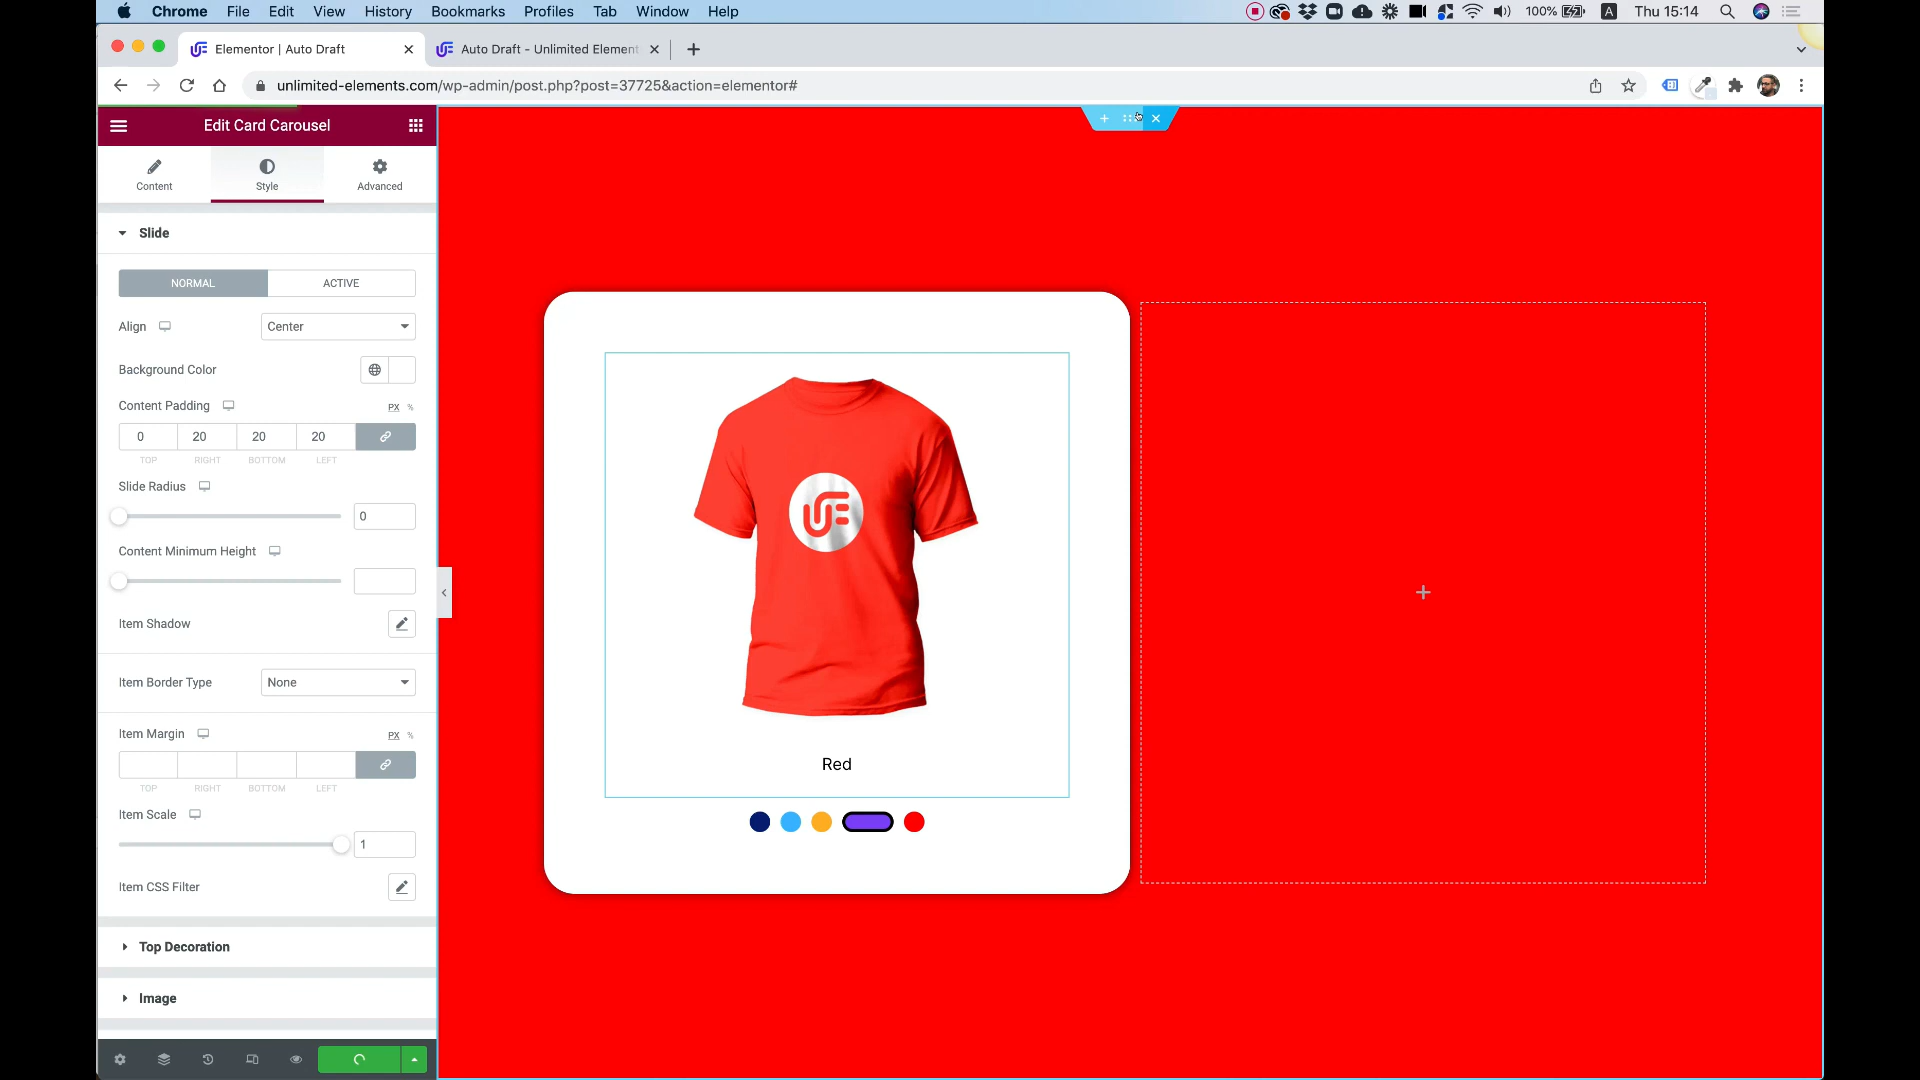 Chrome File Edit View History Bookmarks Profiles Tab Window Help 100% A Thu 15:14
Elementor | Auto Draft
Auto Draft - Unlimited Element
unlimited-elements.com/wp-admin/post.php?post=37725&action=elementor#
Edit Card Carousel
Content Style Advanced
Slide
NORMAL ACTIVE
Align Center
Background Color
Content Padding PX %
0 20 20 20
TOP RIGHT BOTTOM LEFT
Slide Radius
0
Content Minimum Height
Item Shadow
Item Border Type None
Item Margin PX %
TOP RIGHT BOTTOM LEFT
Item Scale
1
Item CSS Filter
Top Decoration
Image
Red